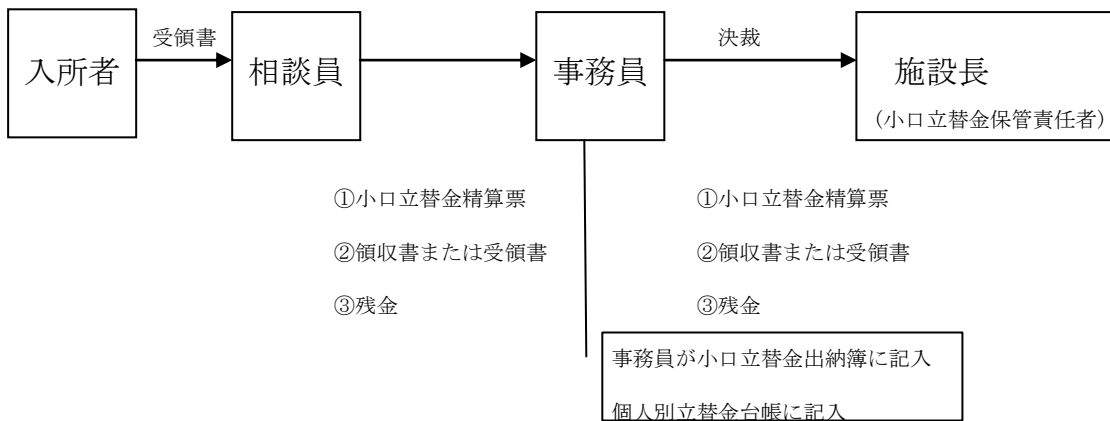 受領書
決裁
入所者
相談員
事務員
施設長
(小口立替金保管責任者)
①小口立替金精算票
②領収書または受領書
③残金
①小口立替金精算票
②領収書または受領書
③残金
事務員が小口立替金出納簿に記入
個人別立替金台帳に記入